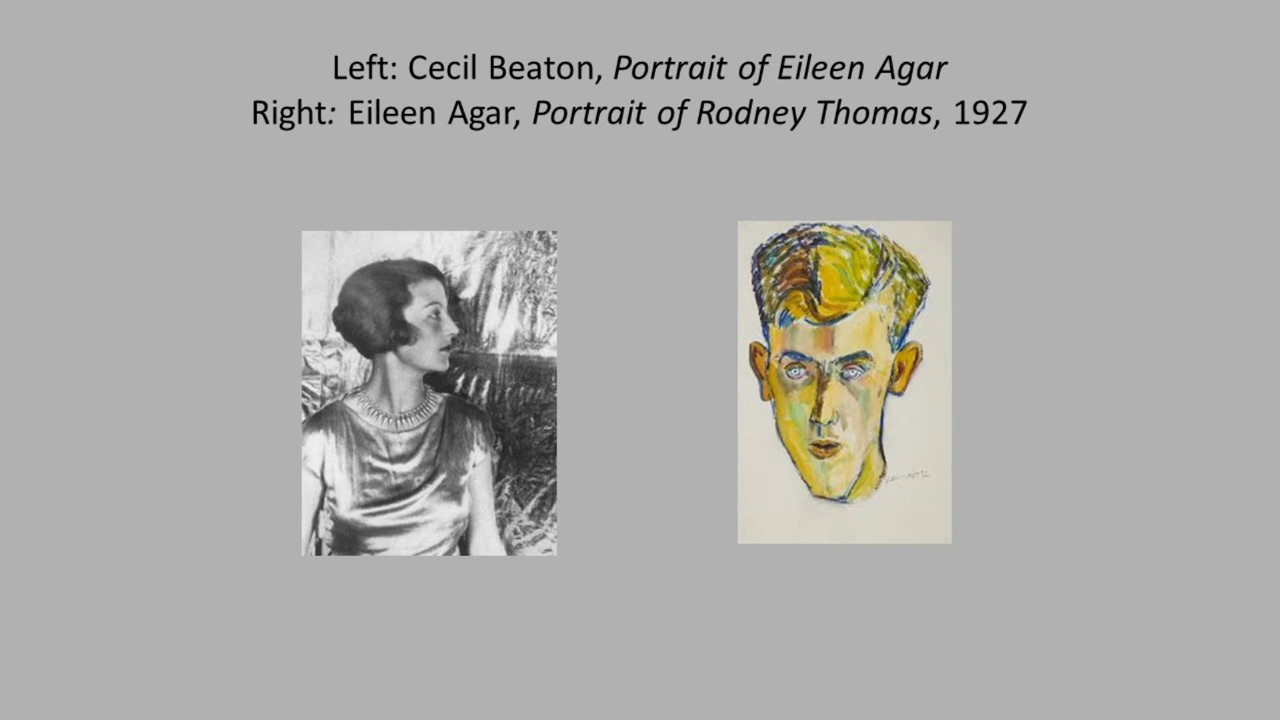 Left: Cecil Beaton, Portrait of Eileen Agar
Right: Eileen Agar, Portrait of Rodney Thomas, 1927